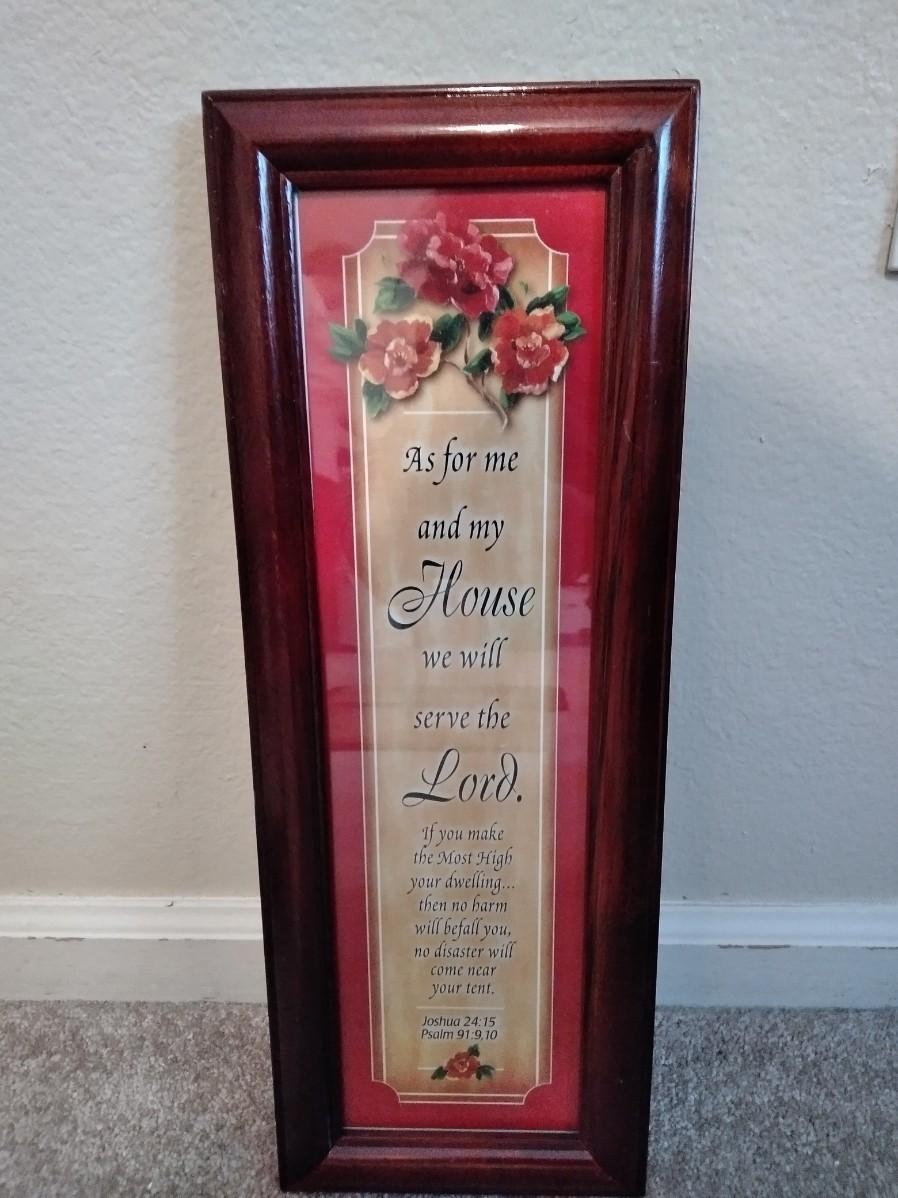 As for me
and my
House
we will
serve the
Lord.
If you make
the Most High
your dwelling...
then no harm
will befall you,
no disaster will
come near
your tent.
Joshua 24:15
Psalm 91:9,10